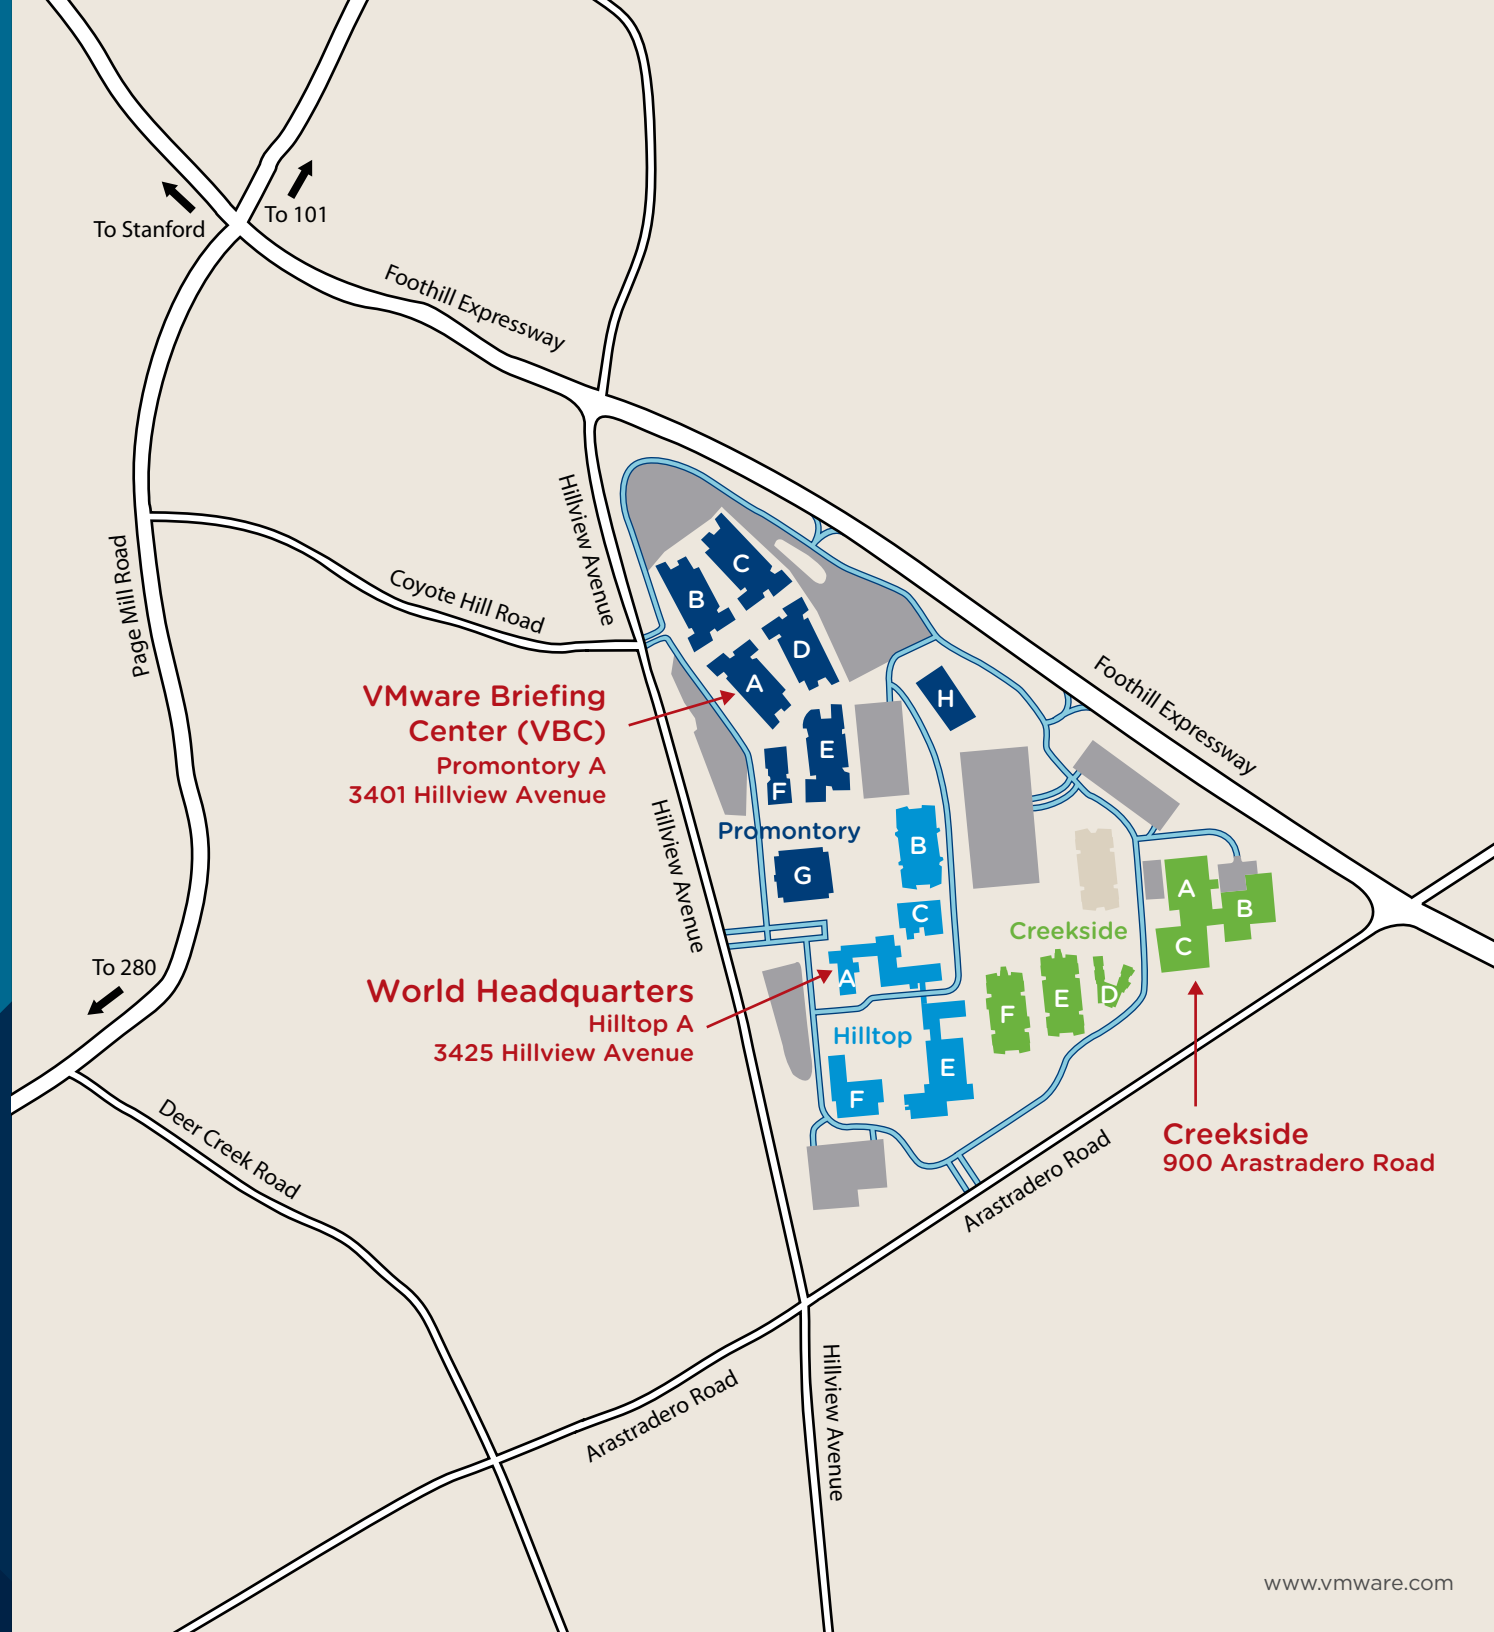 To Stanford
To 101
Foothill Expressway
Hillview Avenue
Page Mill Road
Coyote Hill Road
C
B
D
A
H
E
F
Promontory
G
VMware Briefing
Center (VBC)
Promontory A
3401 Hillview Avenue
Foothill Expressway
Hillview Avenue
B
C
A
Hilltop
E
F
Creekside
A
B
C
D
E
F
World Headquarters
Hilltop A
3425 Hillview Avenue
To 280
Creekside
900 Arastradero Road
Arastradero Road
Deer Creek Road
Arastradero Road
Hillview Avenue
www.vmware.com